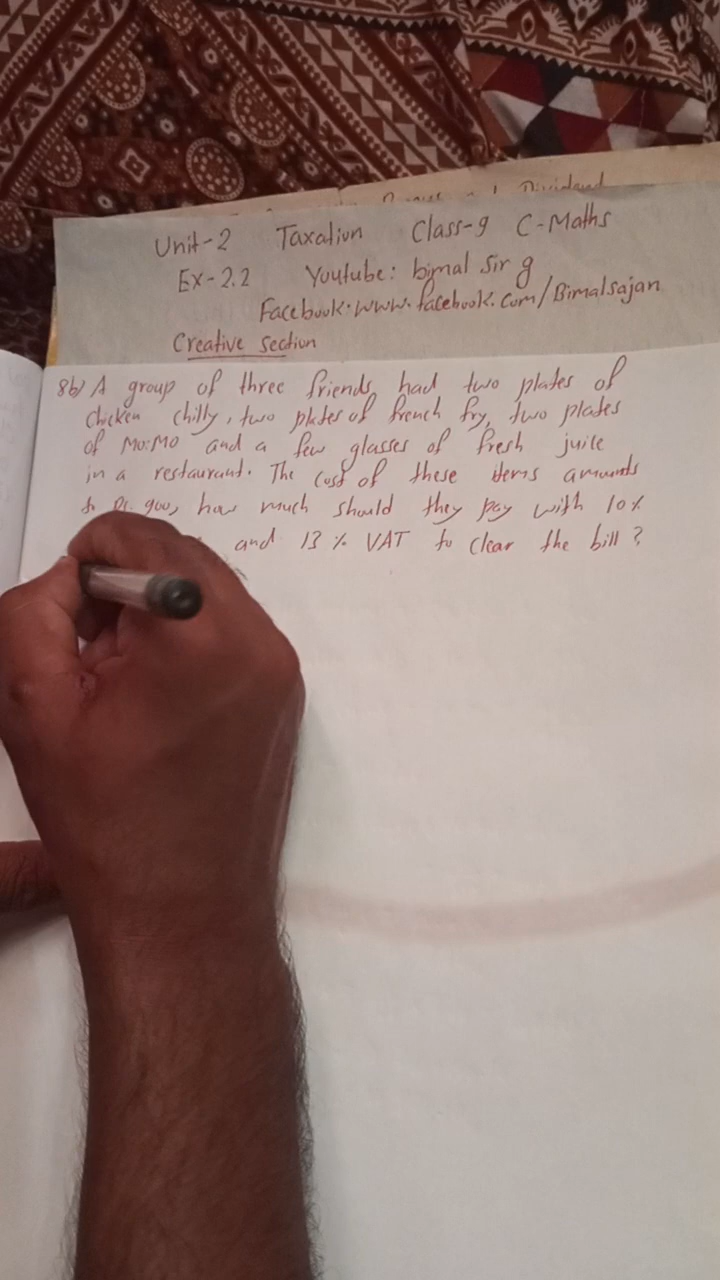 Dividend
Unit-2 Taxation Class-9 C-Maths
Ex-2.2 Youtube: bimal Sir g
Facebook:www.facebook.com/Bimalsajan
Creative section
8b) A group of three friends had two plates of
chicken chilly, two plates of french fry, two plates
of Mo:Mo and a few glasses of fresh juice
in a restaurant. The cost of these items amounts
to Rs. 900, how much should they pay with 10%
and 13% VAT to clear the bill?